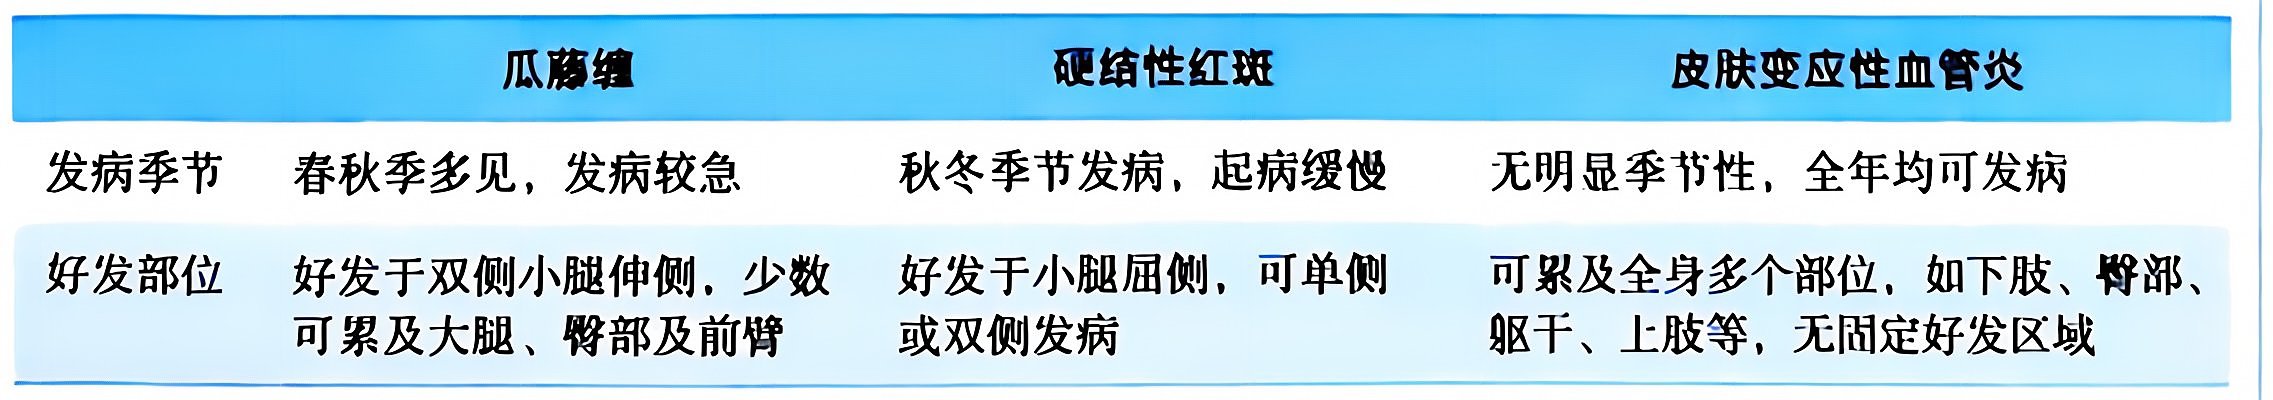 瓜藤缠 硬结性红斑 皮肤变应性血管炎
发病季节 春秋季多见，发病较急 秋冬季节发病，起病缓慢 无明显季节性，全年均可发病
好发部位 好发于双侧小腿伸侧，少数 好发于小腿屈侧，可单侧 可累及全身多个部位，如下肢、臀部、
可累及大腿、臀部及前臂 或双侧发病 躯干、上肢等，无固定好发区域